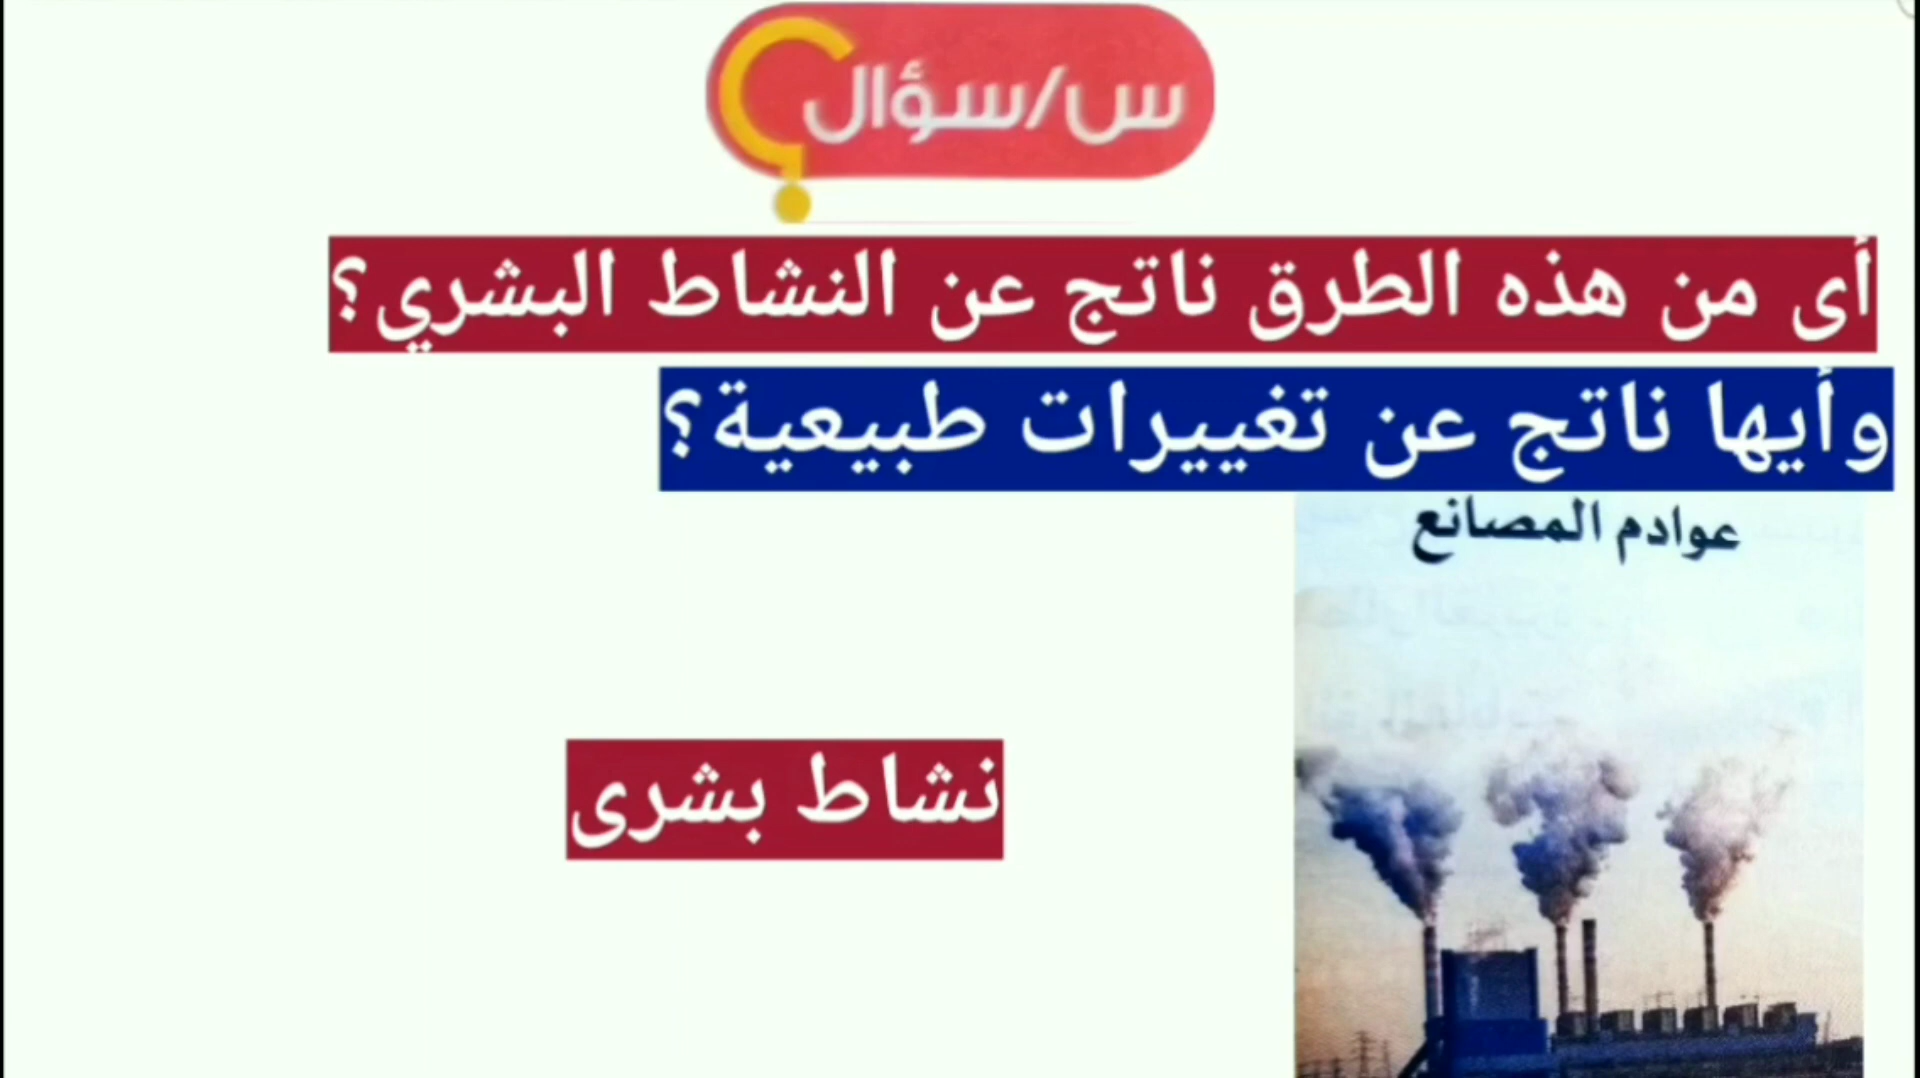 س/سؤال؟
أى من هذه الطرق ناتج عن النشاط البشري؟
وأيها ناتج عن تغييرات طبيعية؟
عوادم المصانع
نشاط بشرى